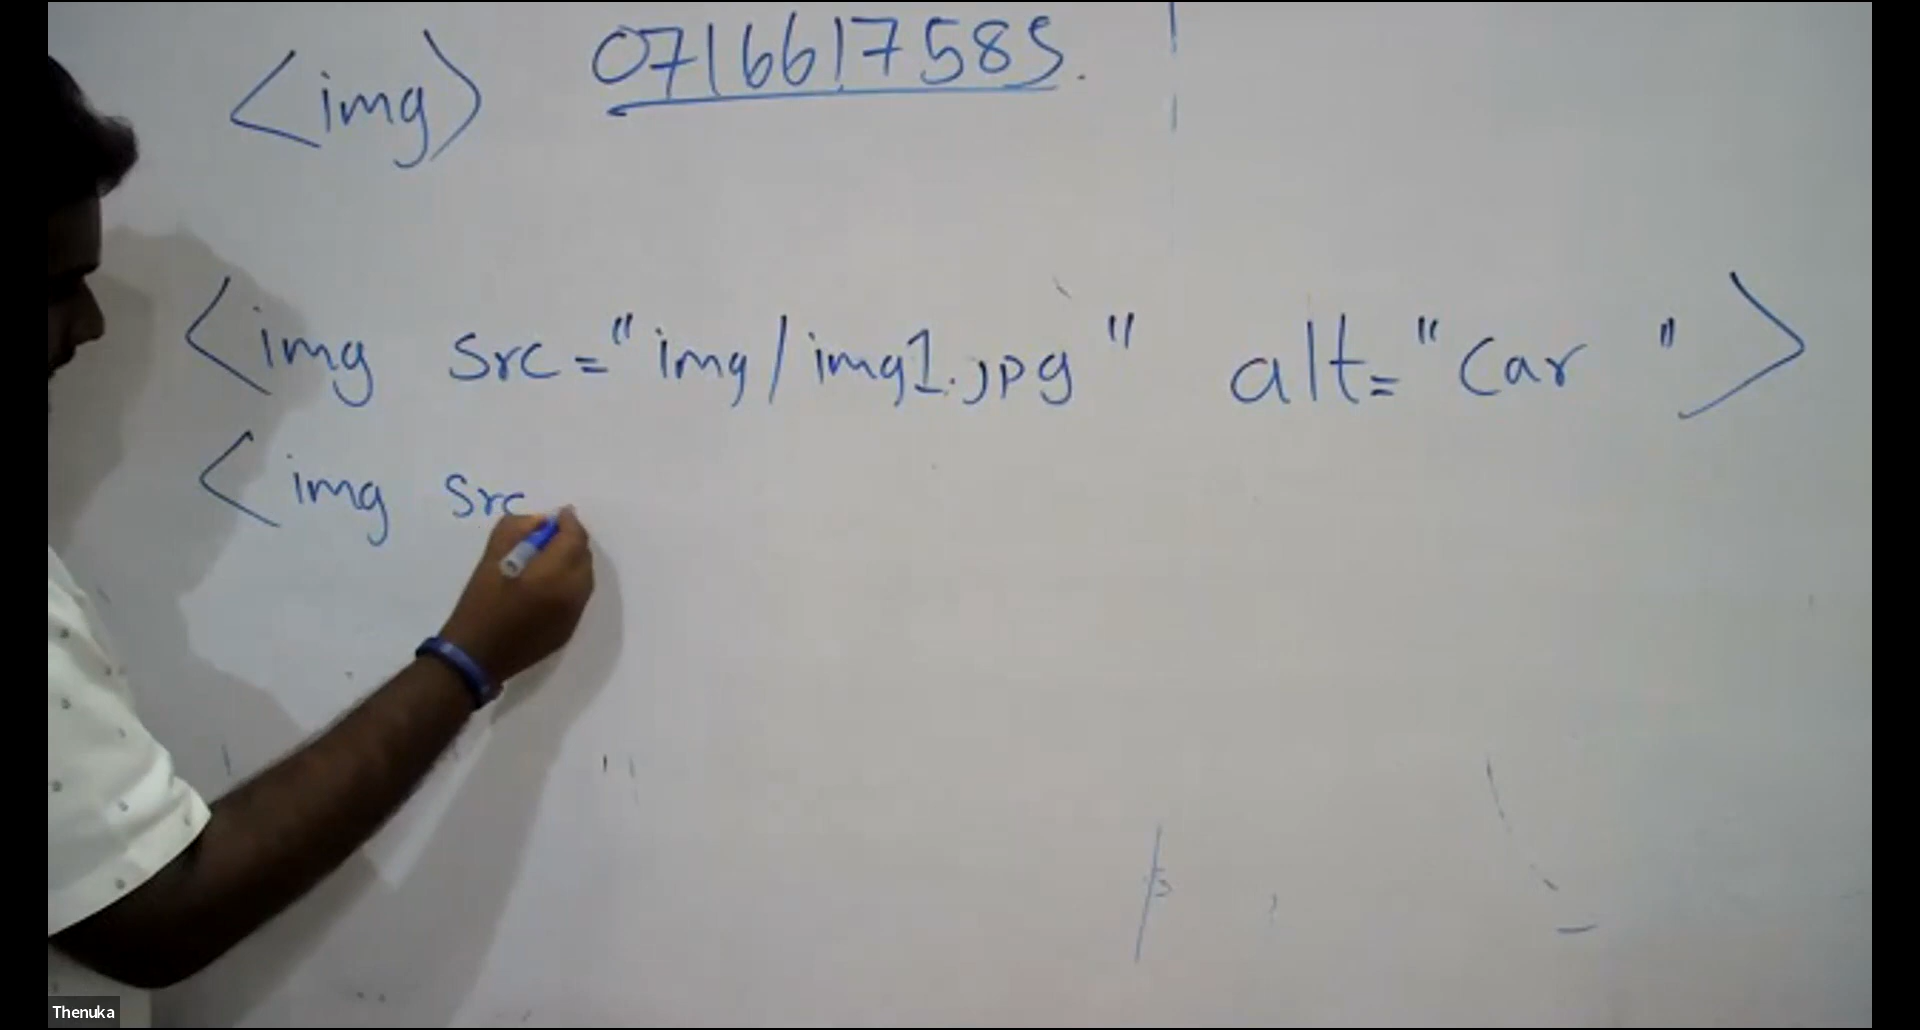 <img> 0716617585.
<img src="img/img1.jpg" alt="Car ">
<img src
Thenuka